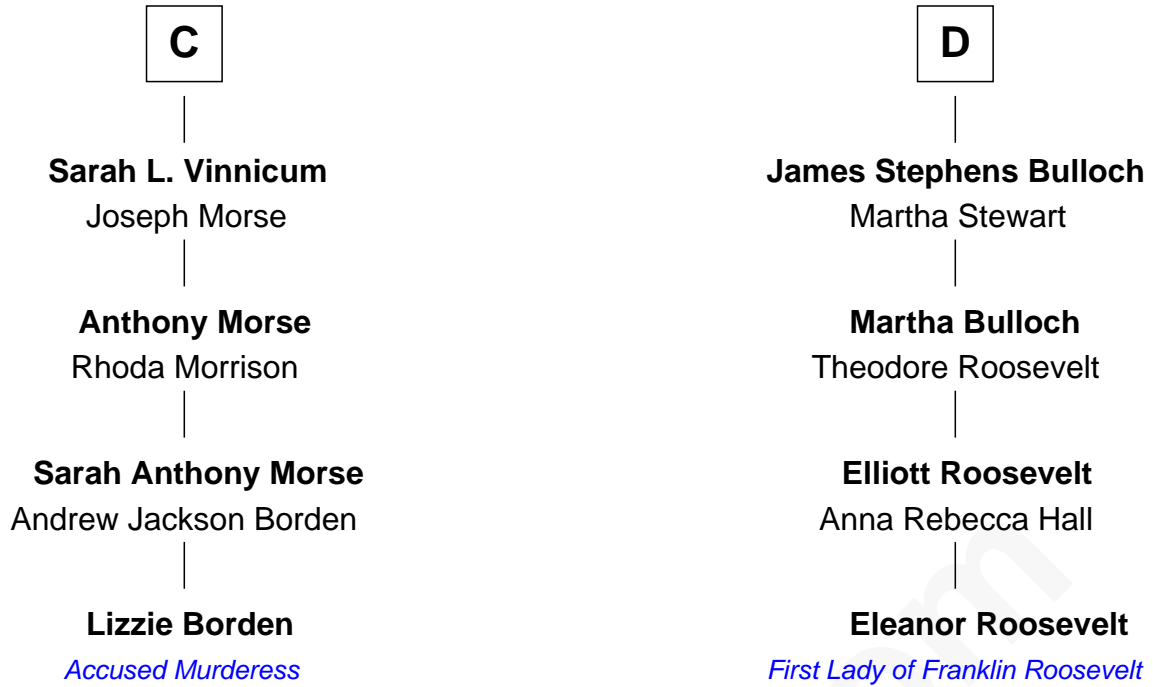 C
Sarah L. Vinnicum
Joseph Morse
Anthony Morse
Rhoda Morrison
Sarah Anthony Morse
Andrew Jackson Borden
Lizzie Borden
Accused Murderess
D
James Stephens Bulloch
Martha Stewart
Martha Bulloch
Theodore Roosevelt
Elliott Roosevelt
Anna Rebecca Hall
Eleanor Roosevelt
First Lady of Franklin Roosevelt